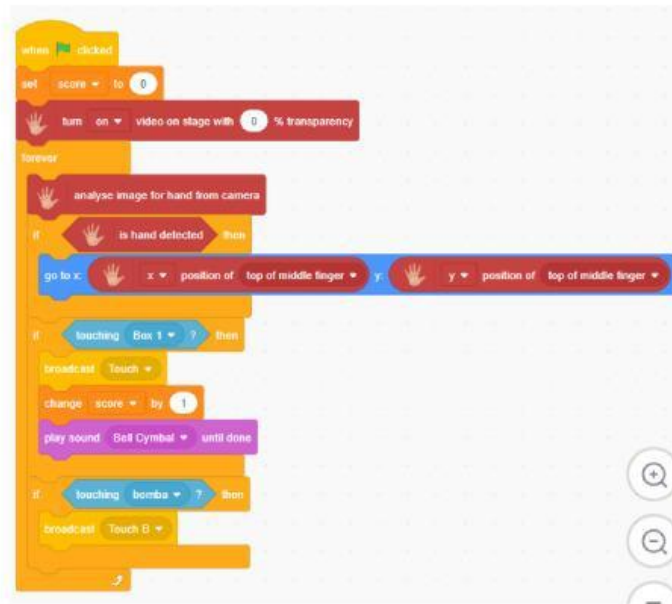 when clicked
set score to 0
turn on video on stage with 0 % transparency
forever
analyse image for hand from camera
if is hand detected then
go to x: x position of top of middle finger y: y position of top of middle finger
if touching Box 1 ? then
broadcast Touch
change score by 1
play sound Bell Cymbal until done
if touching bomba ? then
broadcast Touch B